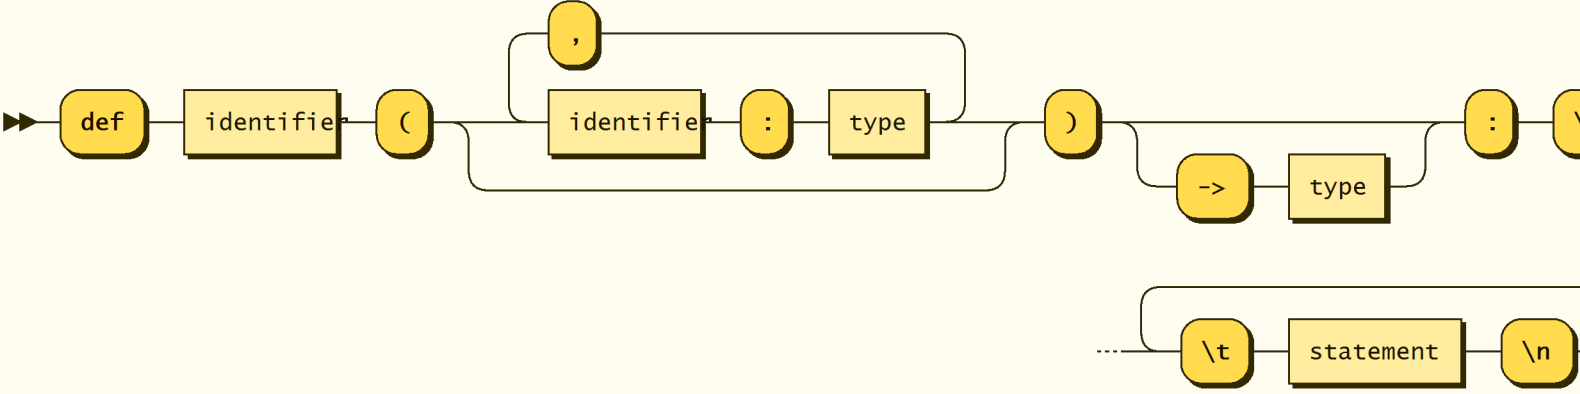 ,
def identifier ( identifier : type ) : \
-> type
\t statement \n